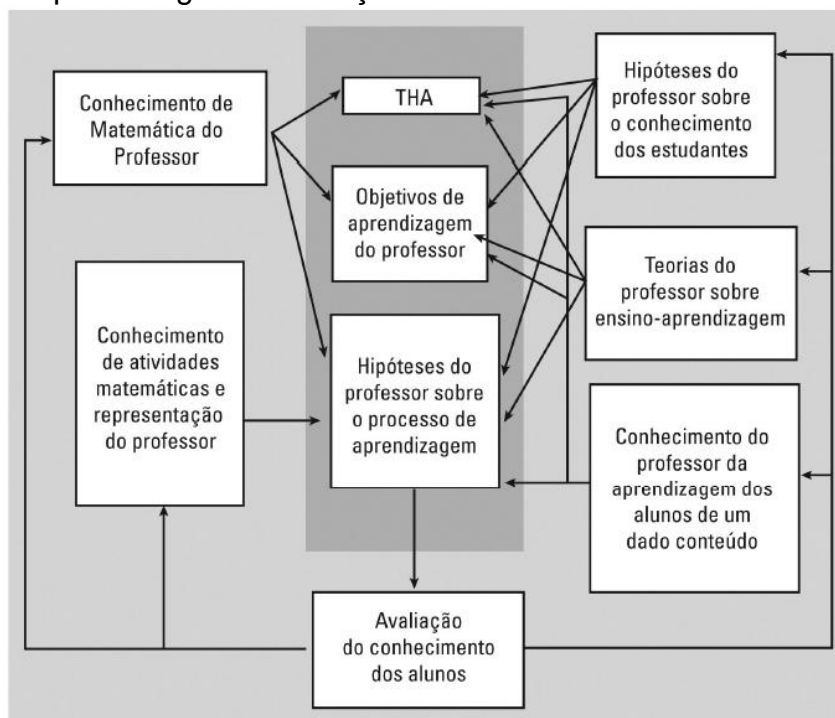 Conhecimento de
Matemática do
Professor
THA
Hipóteses do
professor sobre
o conhecimento
dos estudantes
Objetivos de
aprendizagem
do professor
Teorias do
professor sobre
ensino-aprendizagem
Conhecimento
de atividades
matemáticas e
representação
do professor
Hipóteses do
professor sobre
o processo de
aprendizagem
Conhecimento do
professor da
aprendizagem dos
alunos de um
dado conteúdo
Avaliação
do conhecimento
dos alunos